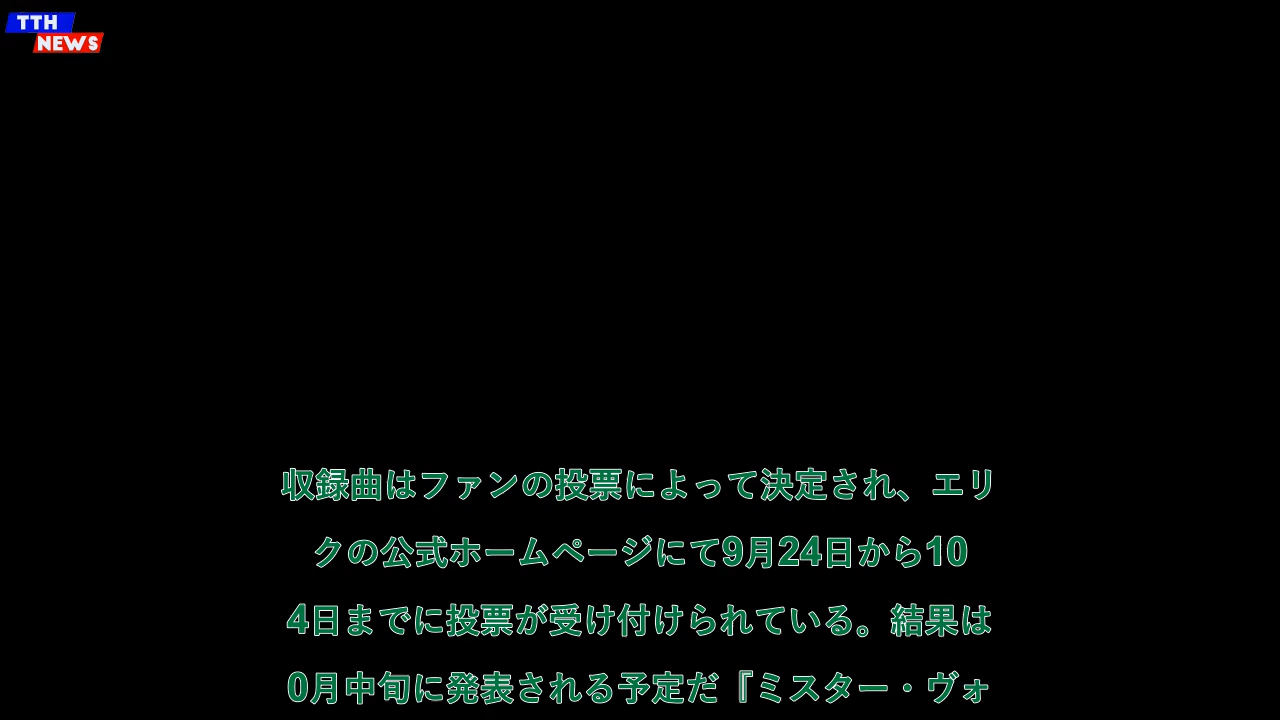 TTH
NEWS
収録曲はファンの投票によって決定され、エリ
クの公式ホームページにて9月24日から10
4日までに投票が受け付けられている。結果は
0月中旬に発表される予定だ『ミスター・ヴォ